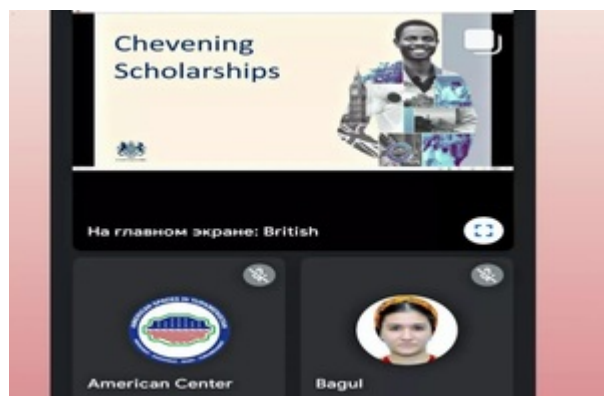 Chevening
Scholarships
На главном экране: British
American Center
Bagul